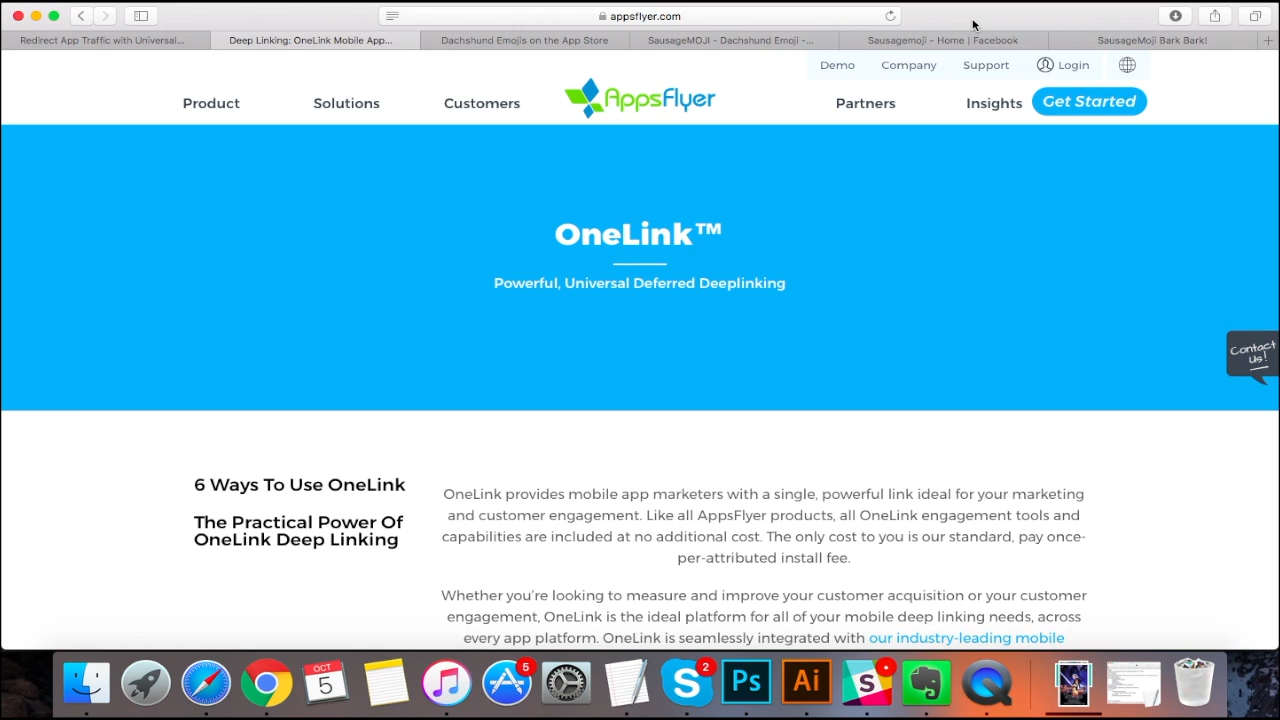 appsflyer.com
Redirect App Traffic with Universal...
Deep Linking: OneLink Mobile App...
Dachshund Emojis on the App Store
SausageMOJI - Dachshund Emoji -...
Sausagemoji - Home | Facebook
SausageMoji Bark Bark!
Demo
Company
Support
Login
Product
Solutions
Customers
AppsFlyer
Partners
Insights
Get Started
OneLink™
Powerful, Universal Deferred Deeplinking
Contact
Us!
6 Ways To Use OneLink
The Practical Power Of
OneLink Deep Linking
OneLink provides mobile app marketers with a single, powerful link ideal for your marketing
and customer engagement. Like all AppsFlyer products, all OneLink engagement tools and
capabilities are included at no additional cost. The only cost to you is our standard, pay once-
per-attributed install fee.
Whether you're looking to measure and improve your customer acquisition or your customer
engagement, OneLink is the ideal platform for all of your mobile deep linking needs, across
every app platform. OneLink is seamlessly integrated with our industry-leading mobile
OCT
5
5
2
Ps
Ai